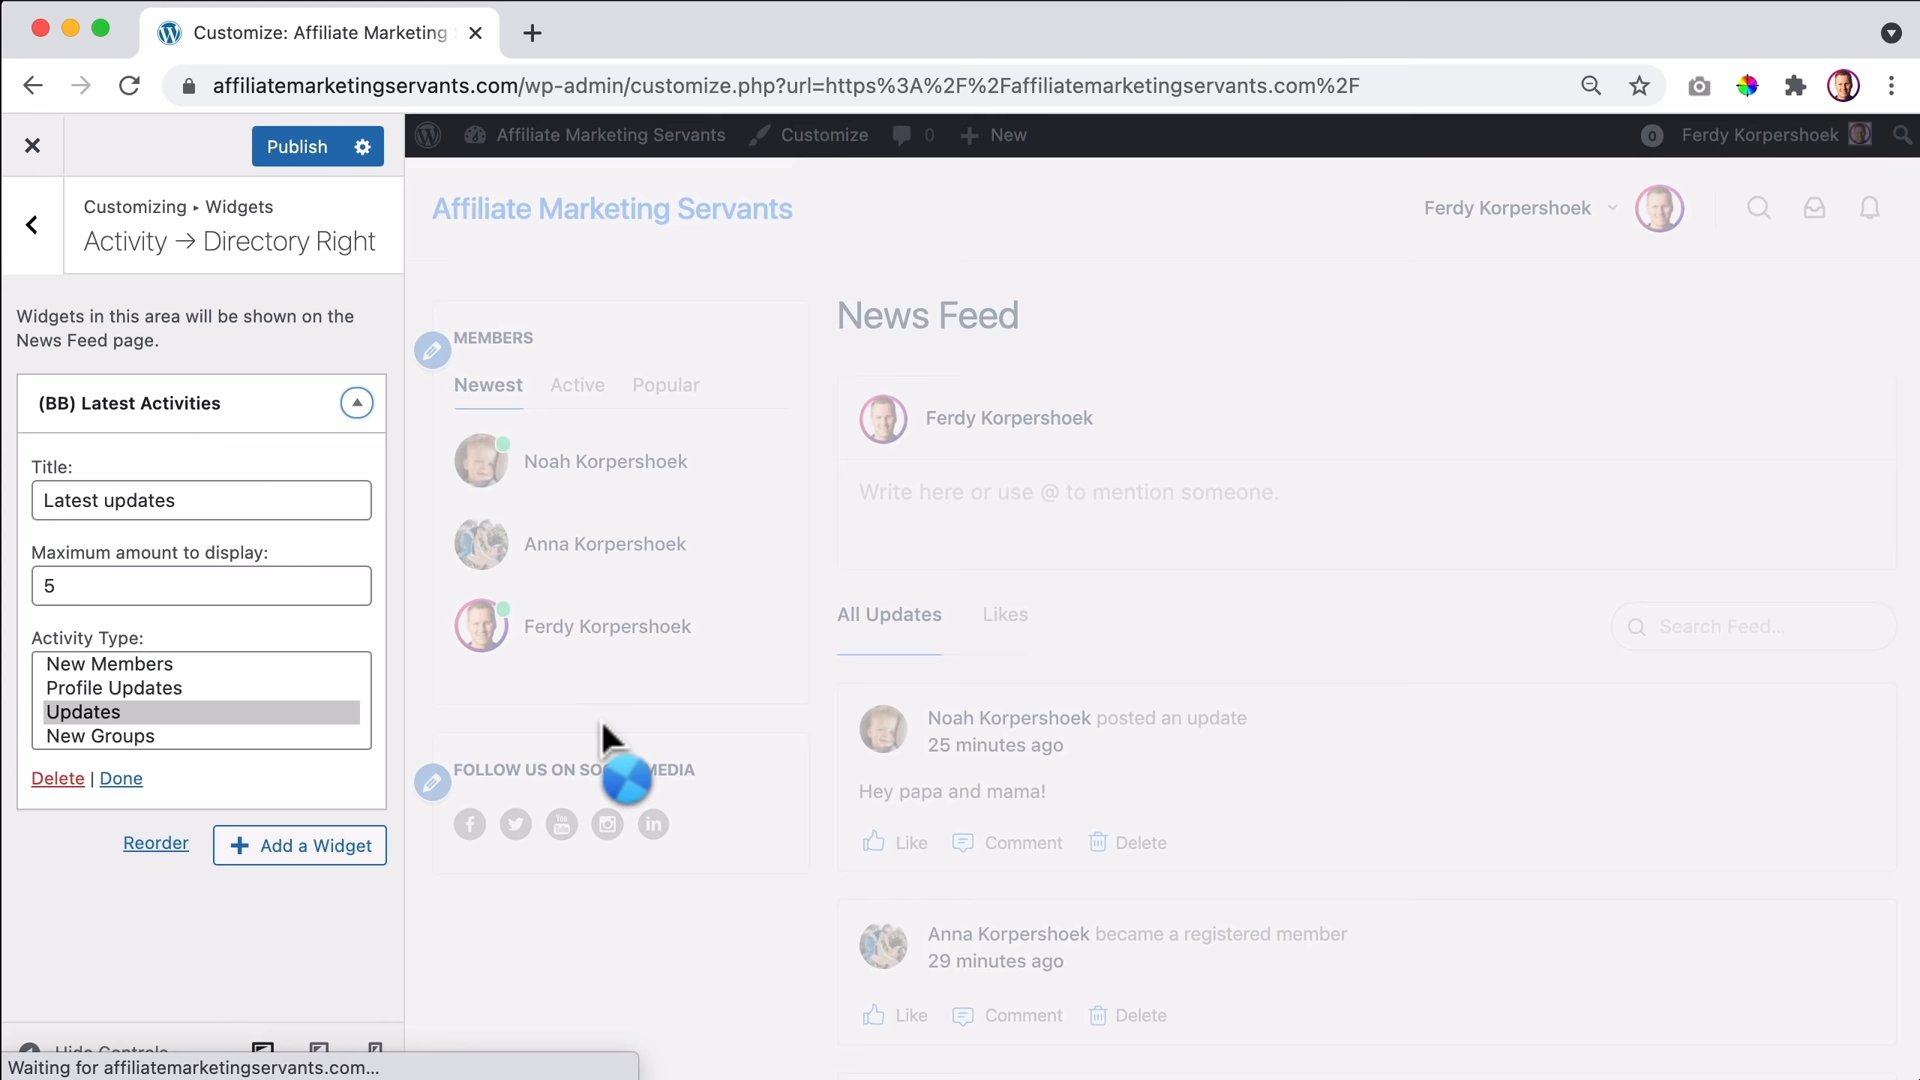 Customize: Affiliate Marketing
affiliatemarketingservants.com/wp-admin/customize.php?url=https%3A%2F%2Faffiliatemarketingservants.com%2F
Publish
Affiliate Marketing Servants
Customize
0
New
0
Ferdy Korpershoek
Customizing ▸ Widgets
Activity → Directory Right
Widgets in this area will be shown on the
News Feed page.
(BB) Latest Activities
Title:
Latest updates
Maximum amount to display:
5
Activity Type:
New Members
Profile Updates
Updates
New Groups
Delete | Done
Reorder
Add a Widget
Hide Controls
Waiting for affiliatemarketingservants.com...
Affiliate Marketing Servants
Ferdy Korpershoek
MEMBERS
Newest
Active
Popular
Noah Korpershoek
Anna Korpershoek
Ferdy Korpershoek
FOLLOW US ON SO MEDIA
You
Tube
News Feed
Ferdy Korpershoek
Write here or use @ to mention someone.
All Updates
Likes
Search Feed...
Noah Korpershoek posted an update
25 minutes ago
Hey papa and mama!
Like
Comment
Delete
Anna Korpershoek became a registered member
29 minutes ago
Like
Comment
Delete